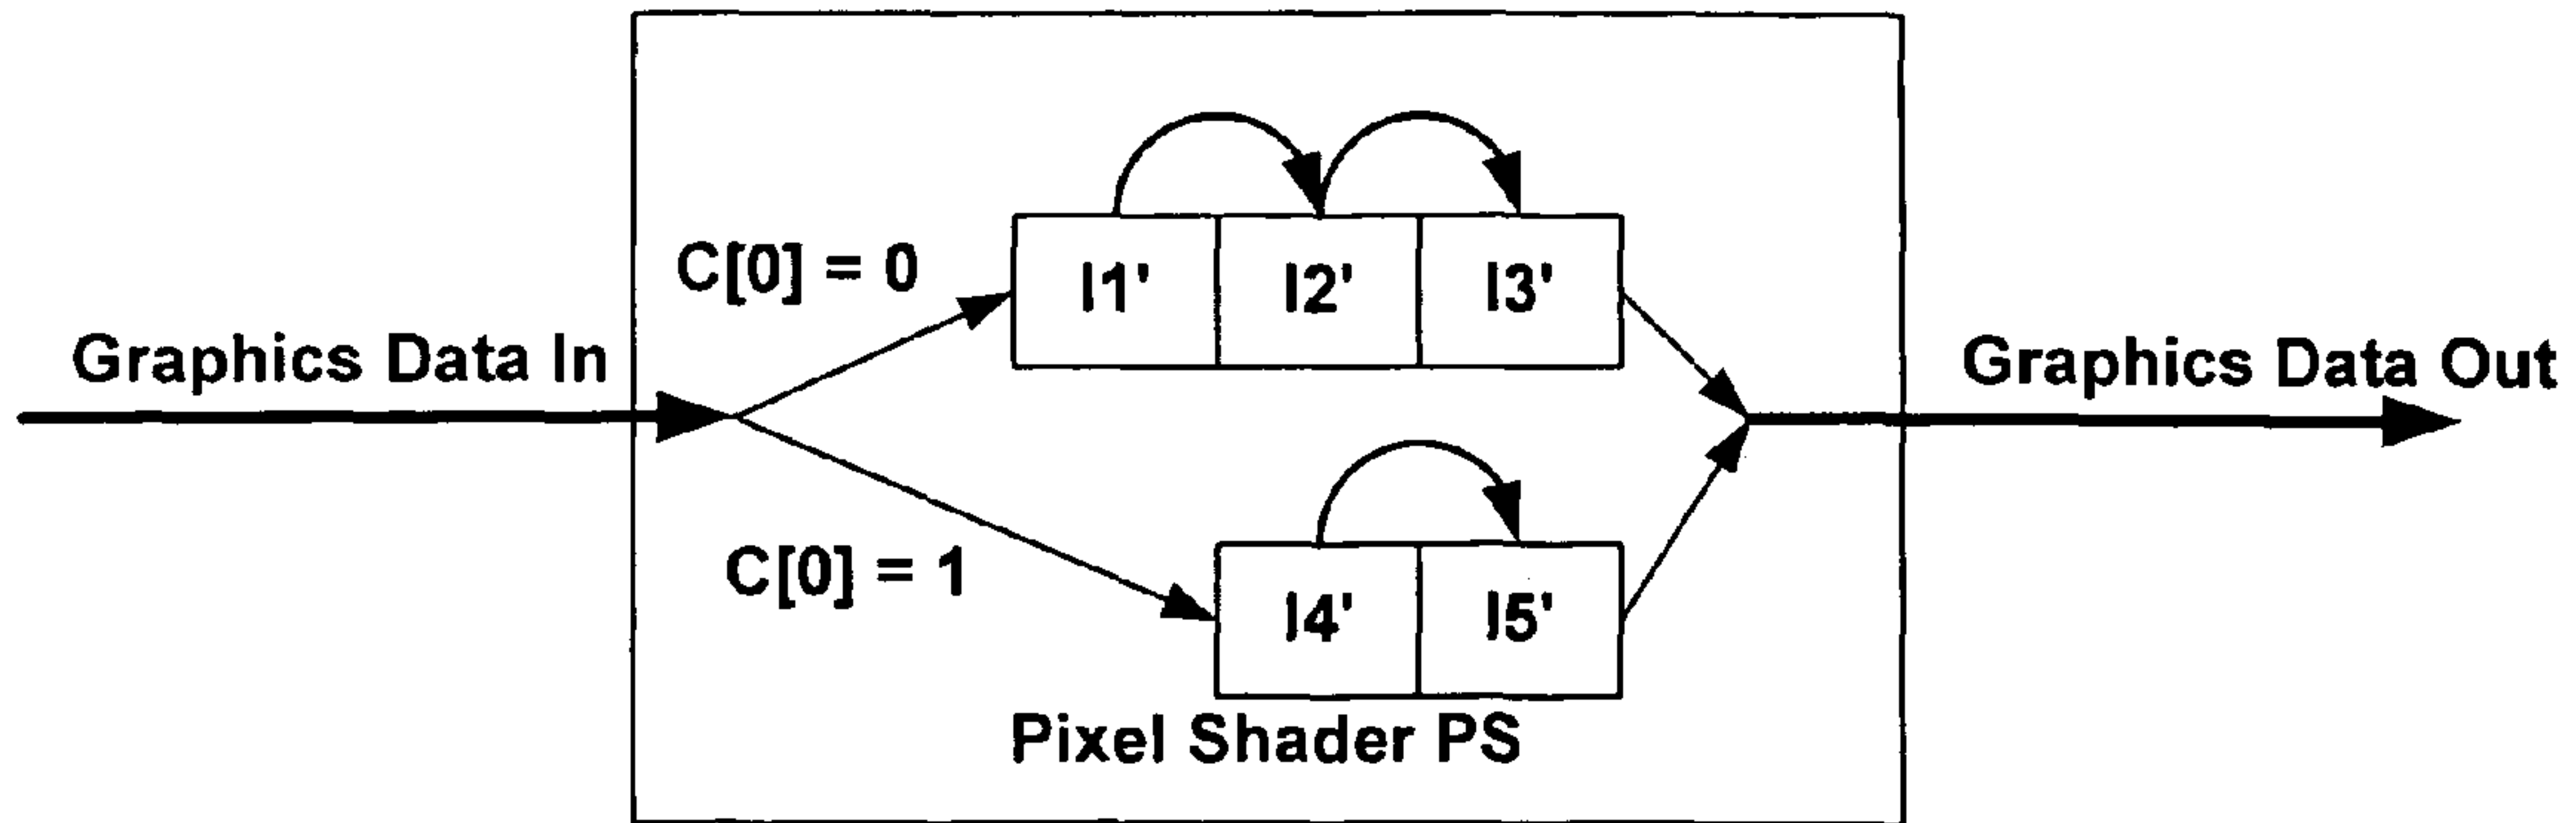 C[0] = 0
I1' I2' I3'
Graphics Data In
Graphics Data Out
C[0] = 1
I4' I5'
Pixel Shader PS